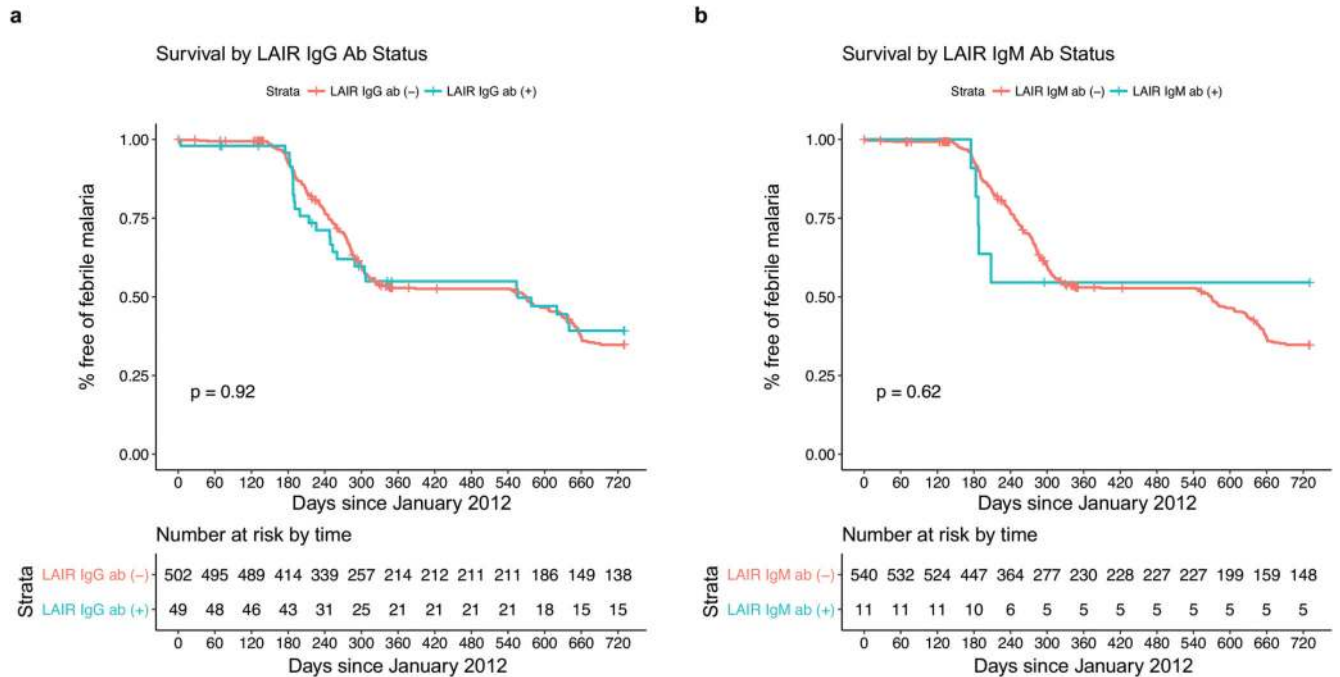 a
Survival by LAIR IgG Ab Status
Strata LAIR IgG ab (−) LAIR IgG ab (+)
% free of febrile malaria
1.00
0.75
0.50
0.25
0.00
p = 0.92
0 60 120 180 240 300 360 420 480 540 600 660 720
Days since January 2012
Number at risk by time
Strata
LAIR IgG ab (−) 502 495 489 414 339 257 214 212 211 211 186 149 138
LAIR IgG ab (+) 49 48 46 43 31 25 21 21 21 21 18 15 15
0 60 120 180 240 300 360 420 480 540 600 660 720
Days since January 2012
b
Survival by LAIR IgM Ab Status
Strata LAIR IgM ab (−) LAIR IgM ab (+)
% free of febrile malaria
1.00
0.75
0.50
0.25
0.00
p = 0.62
0 60 120 180 240 300 360 420 480 540 600 660 720
Days since January 2012
Number at risk by time
Strata
LAIR IgM ab (−) 540 532 524 447 364 277 230 228 227 227 199 159 148
LAIR IgM ab (+) 11 11 11 10 6 5 5 5 5 5 5 5 5
0 60 120 180 240 300 360 420 480 540 600 660 720
Days since January 2012